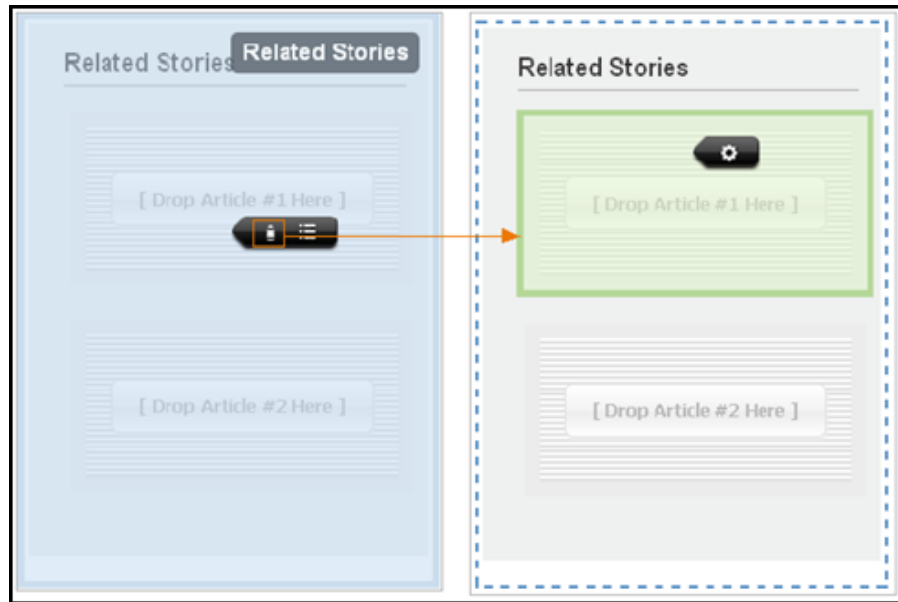 Related Stories
Related Stories
[ Drop Article #1 Here ]
[ Drop Article #2 Here ]
Related Stories
[ Drop Article #1 Here ]
[ Drop Article #2 Here ]